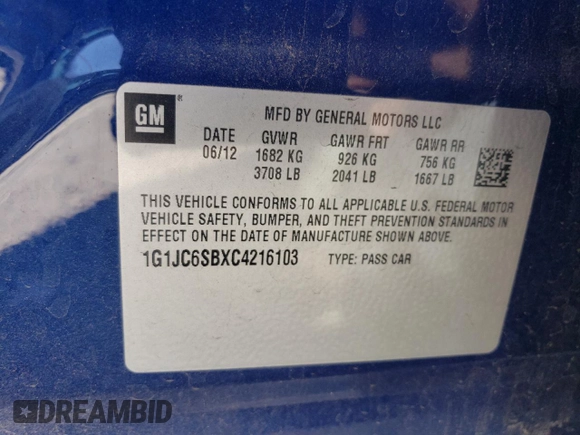 GM
MFD BY GENERAL MOTORS LLC
DATE GVWR GAWR FRT GAWR RR
06/12 1682 KG 926 KG 756 KG
3708 LB 2041 LB 1667 LB
THIS VEHICLE CONFORMS TO ALL APPLICABLE U.S. FEDERAL MOTOR
VEHICLE SAFETY, BUMPER, AND THEFT PREVENTION STANDARDS IN
EFFECT ON THE DATE OF MANUFACTURE SHOWN ABOVE.
1G1JC6SBXC4216103 TYPE: PASS CAR
DREAMBID